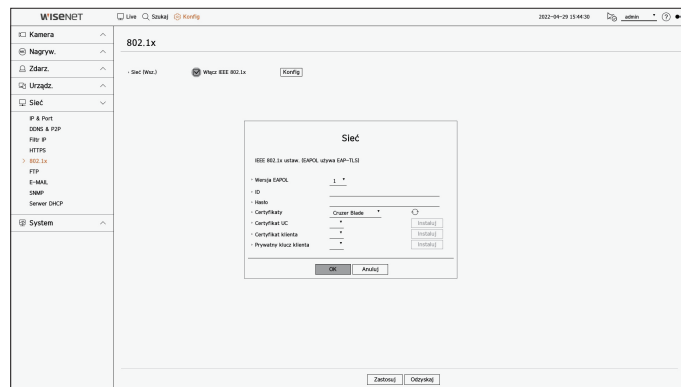 WISENET
Live Szukaj Konfig
2022-04-29 15:44:30 admin
Kamera
Nagryw.
Zdarz.
Urządz.
Sieć
IP & Port
DDNS & P2P
Filtr IP
HTTPS
802.1x
FTP
E-MAIL
SNMP
Serwer DHCP
System
802.1x
Sieć (Wsz.) Włącz IEEE 802.1x Konfig
Sieć
IEEE 802.1x ustaw. (EAPOL używa EAP-TLS)
Wersja EAPOL 1
ID
Hasło
Certyfikaty Cruzer Blade
Certyfikat UC Instaluj
Certyfikat klienta Instaluj
Prywatny klucz klienta Instaluj
OK Anuluj
Zastosuj Odzyskaj